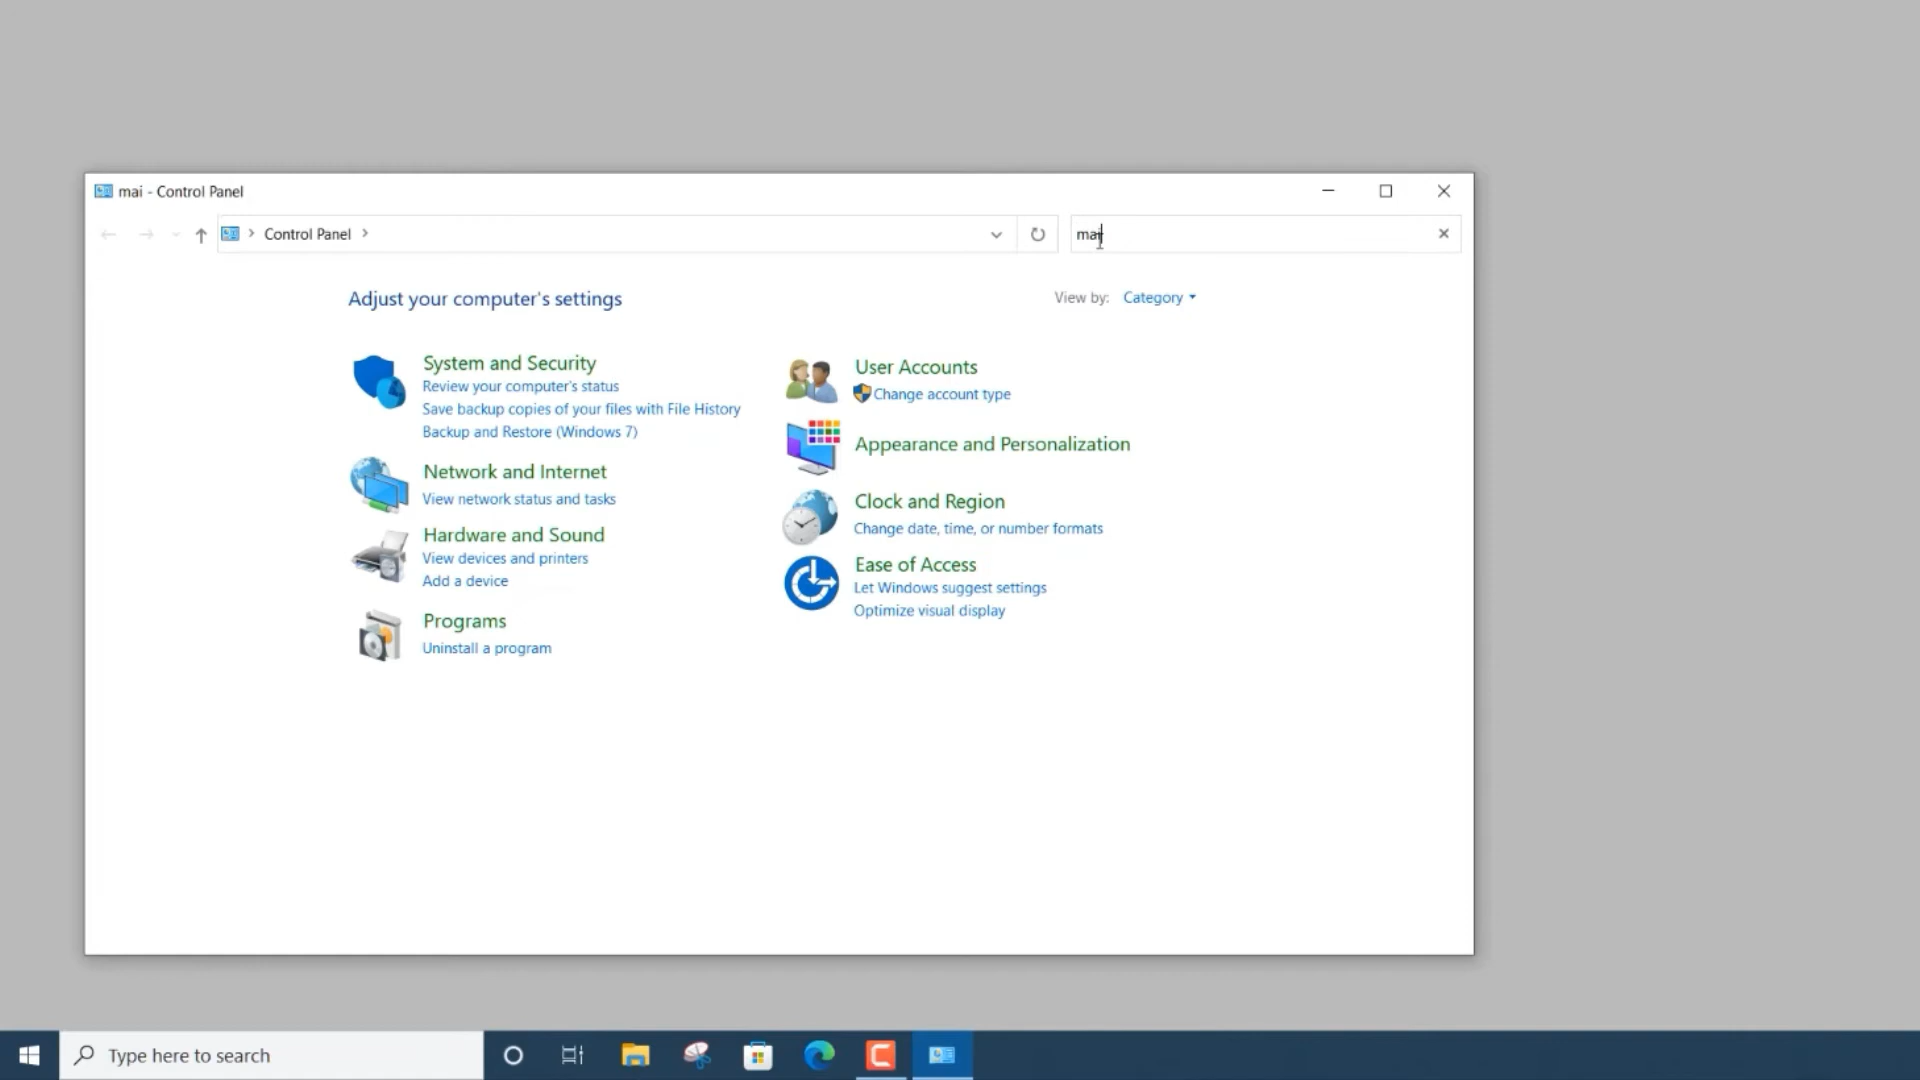 mai - Control Panel
Control Panel
mai
Adjust your computer's settings
View by: Category
System and Security
Review your computer's status
Save backup copies of your files with File History
Backup and Restore (Windows 7)
Network and Internet
View network status and tasks
Hardware and Sound
View devices and printers
Add a device
Programs
Uninstall a program
User Accounts
Change account type
Appearance and Personalization
Clock and Region
Change date, time, or number formats
Ease of Access
Let Windows suggest settings
Optimize visual display
Type here to search